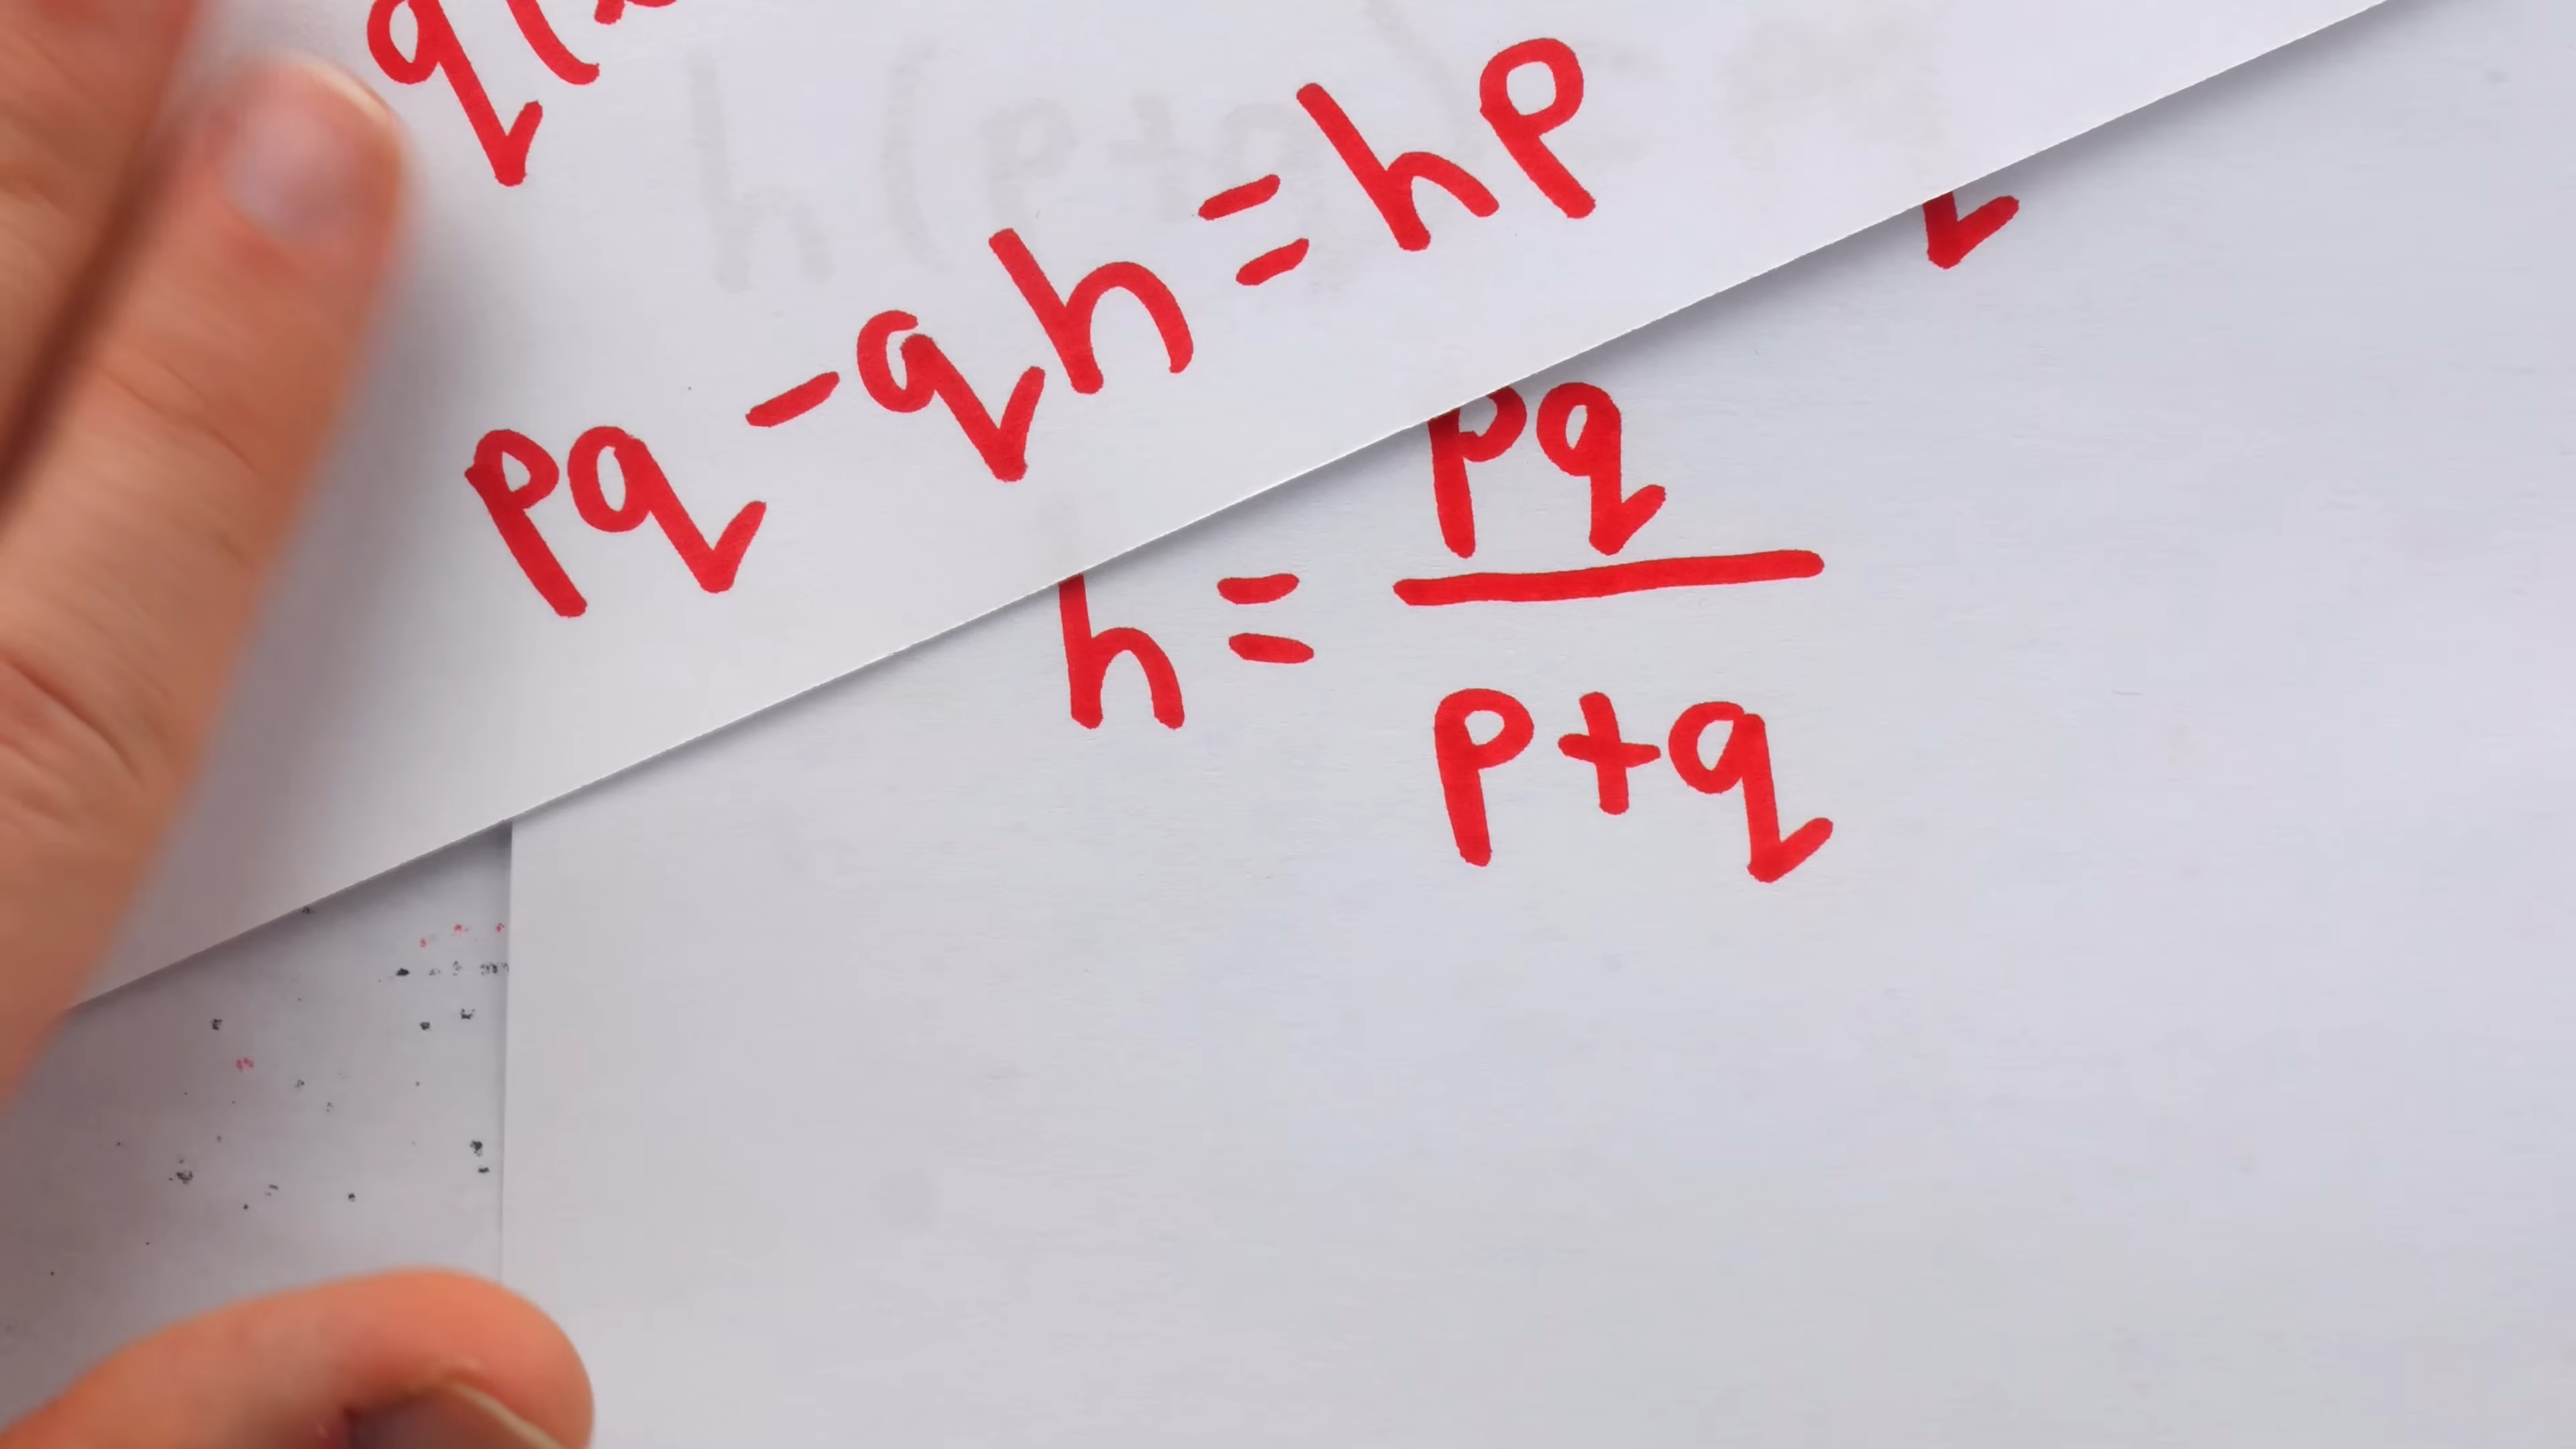 q(
pq - qh = hp
h = pq / p+q